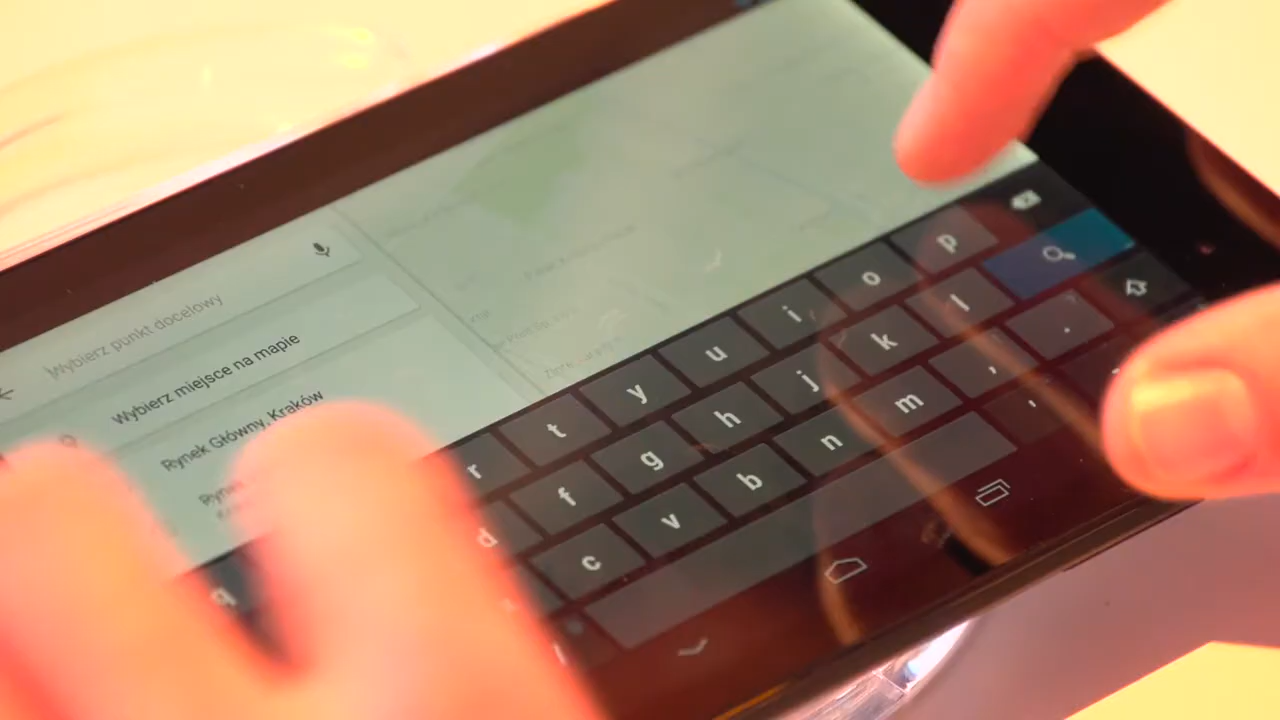 Wybierz punkt docelowy
Wybierz miejsce na mapie
Rynek Główny, Kraków
q r t y u i o p
d f g h j k l
c v b n m , .
'